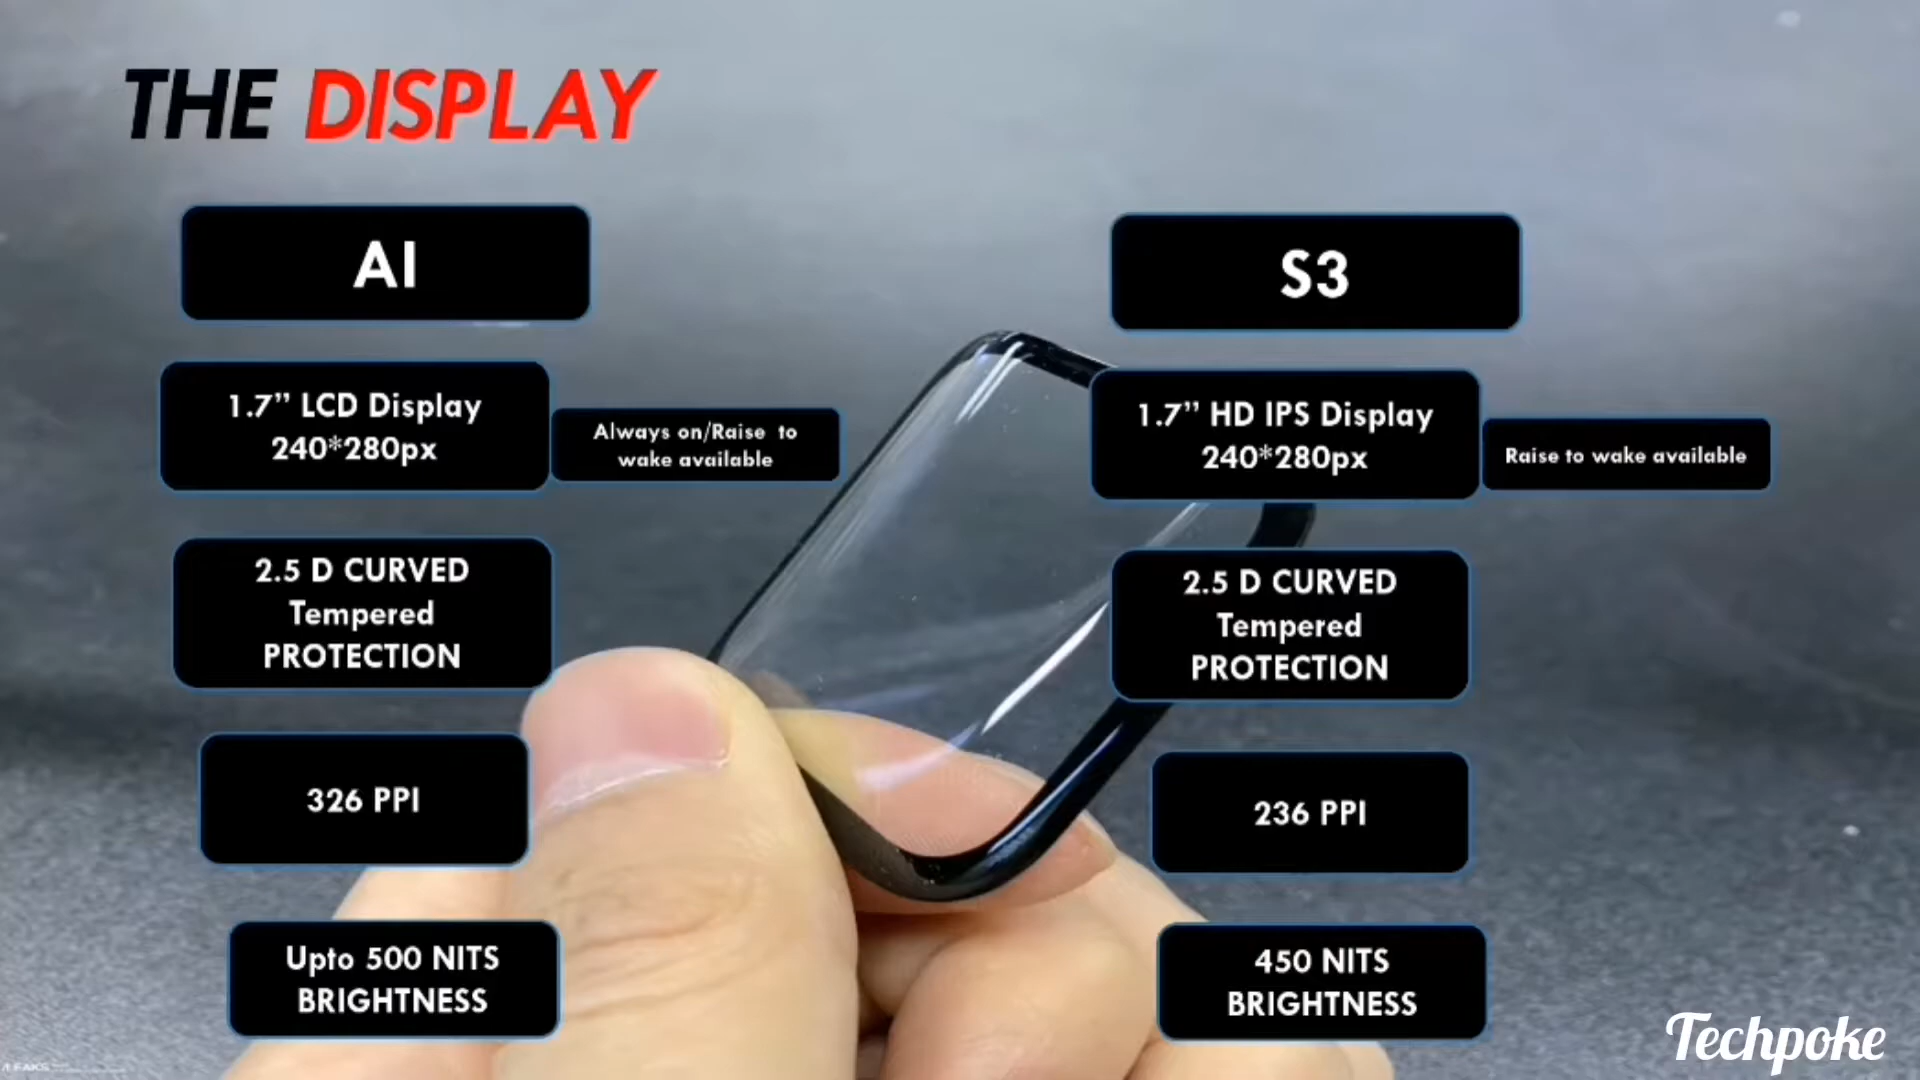 THE DISPLAY
AI
1.7” LCD Display
240*280px
Always on/Raise to
wake available
2.5 D CURVED
Tempered
PROTECTION
326 PPI
Upto 500 NITS
BRIGHTNESS
S3
1.7” HD IPS Display
240*280px
Raise to wake available
2.5 D CURVED
Tempered
PROTECTION
236 PPI
450 NITS
BRIGHTNESS
Techpoke